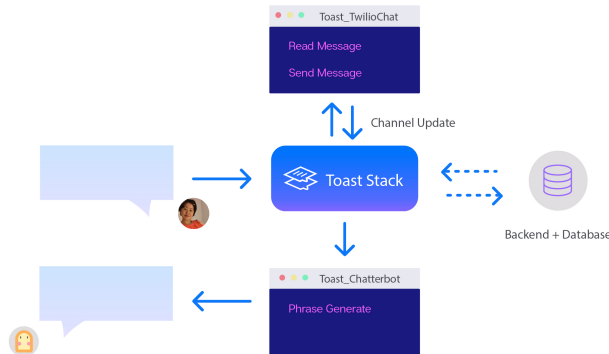 Toast_TwilioChat
Read Message
Send Message
Channel Update
Toast Stack
Backend + Database
Toast_Chatterbot
Phrase Generate